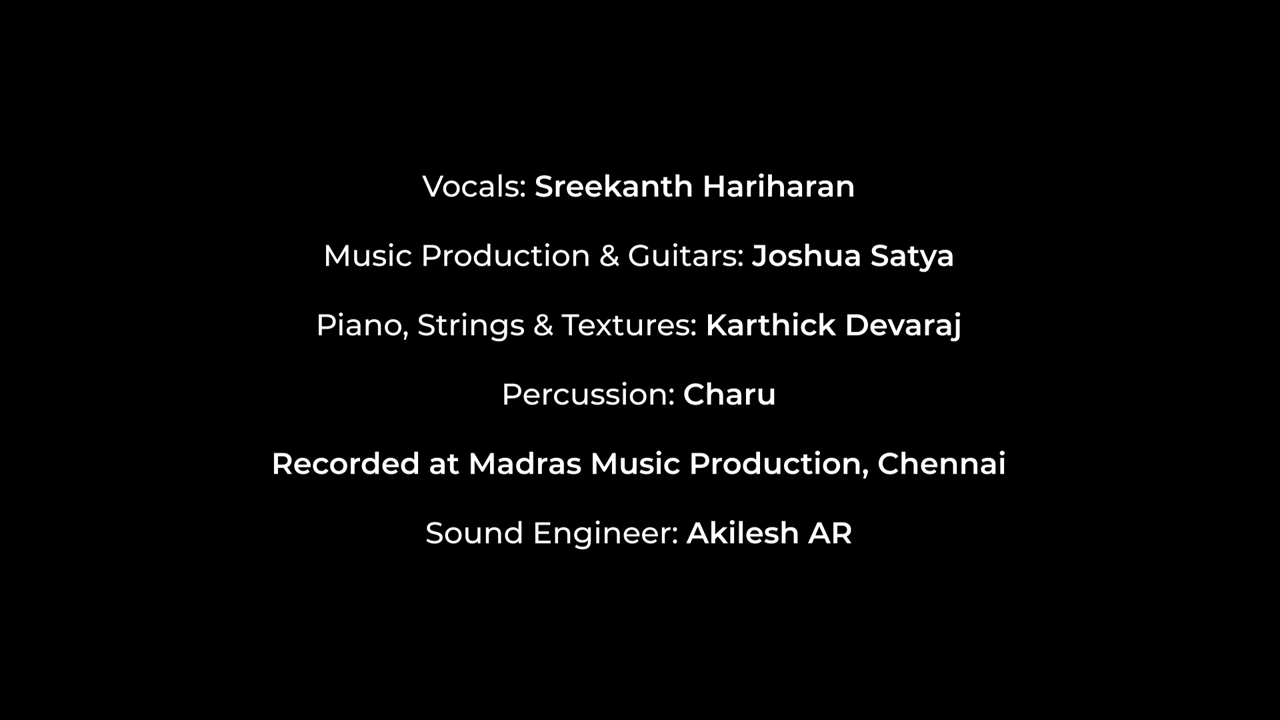 Vocals: Sreekanth Hariharan
Music Production & Guitars: Joshua Satya
Piano, Strings & Textures: Karthick Devaraj
Percussion: Charu
Recorded at Madras Music Production, Chennai
Sound Engineer: Akilesh AR